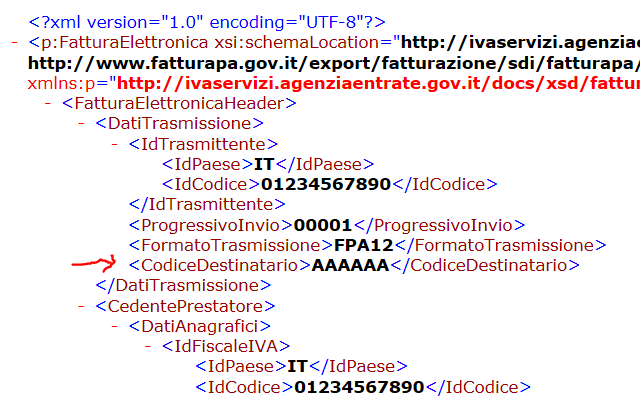 <?xml version="1.0" encoding="UTF-8"?>
- <p:FatturaElettronica xsi:schemaLocation="http://ivaservizi.agenzia
http://www.fatturapa.gov.it/export/fatturazione/sdi/fatturapa/
xmlns:p="http://ivaservizi.agenziaentrate.gov.it/docs/xsd/fattur
- <FatturaElettronicaHeader>
- <DatiTrasmissione>
- <IdTrasmittente>
<IdPaese>IT</IdPaese>
<IdCodice>01234567890</IdCodice>
</IdTrasmittente>
<ProgressivoInvio>00001</ProgressivoInvio>
<FormatoTrasmissione>FPA12</FormatoTrasmissione>
<CodiceDestinatario>AAAAAA</CodiceDestinatario>
</DatiTrasmissione>
- <CedentePrestatore>
- <DatiAnagrafici>
- <IdFiscaleIVA>
<IdPaese>IT</IdPaese>
<IdCodice>01234567890</IdCodice>